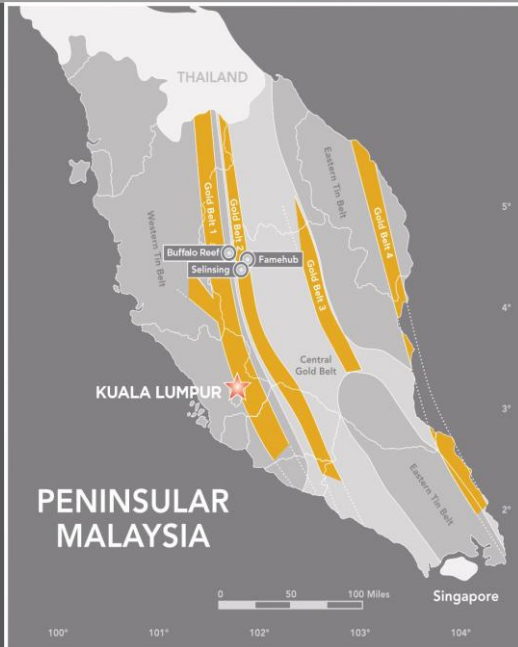 THAILAND
Gold Belt 1
Gold Belt 2
Eastern Tin Belt
Gold Belt 4
Western Tin Belt
Buffalo Reef
Famehub
Selinsing
Gold Belt 3
Central
Gold Belt
KUALA LUMPUR
Eastern Tin Belt
PENINSULAR
MALAYSIA
Singapore
0 50 100 Miles
5°
4°
3°
2°
100° 101° 102° 103° 104°